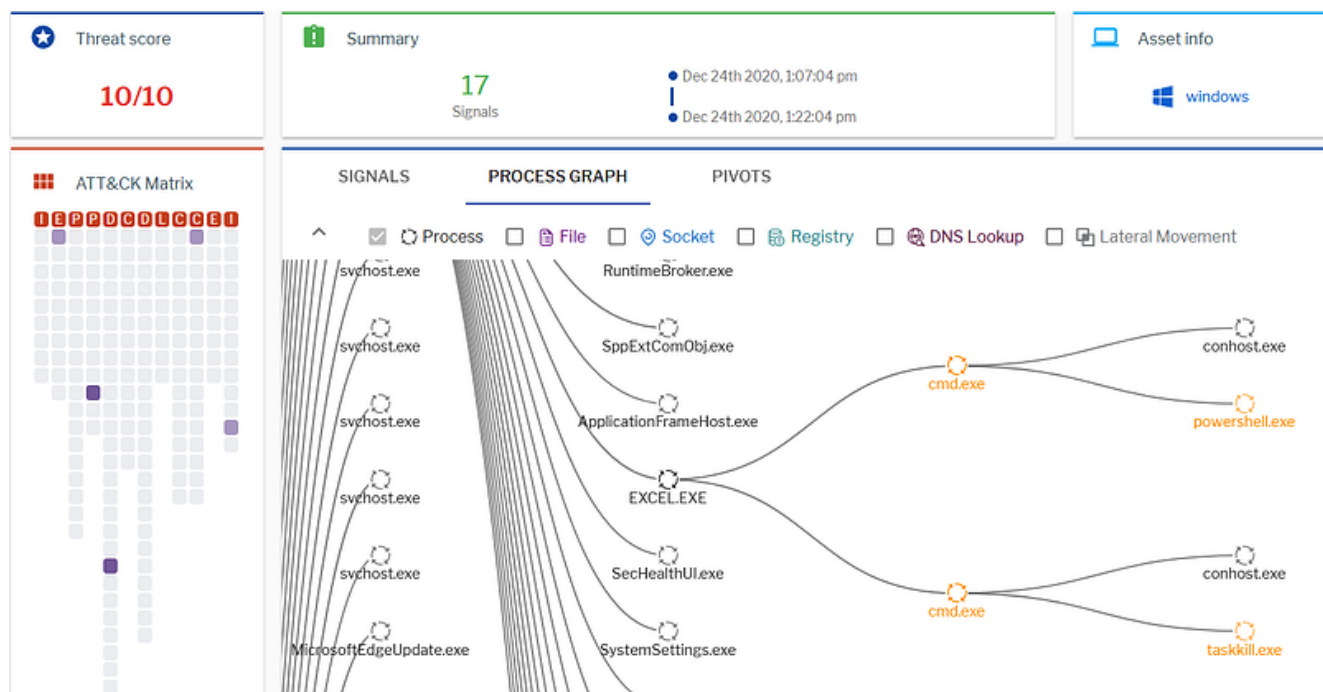 Threat score
10/10
Summary
17
Signals
Dec 24th 2020, 1:07:04 pm
Dec 24th 2020, 1:22:04 pm
Asset info
windows
ATT&CK Matrix
I E P P D C D L C C E I
SIGNALS PROCESS GRAPH PIVOTS
Process File Socket Registry DNS Lookup Lateral Movement
svchost.exe RuntimeBroker.exe
svchost.exe SppExtComObj.exe conhost.exe
cmd.exe
svchost.exe ApplicationFrameHost.exe powershell.exe
svchost.exe EXCEL.EXE
svchost.exe SecHealthUI.exe conhost.exe
cmd.exe
MicrosoftEdgeUpdate.exe SystemSettings.exe taskkill.exe